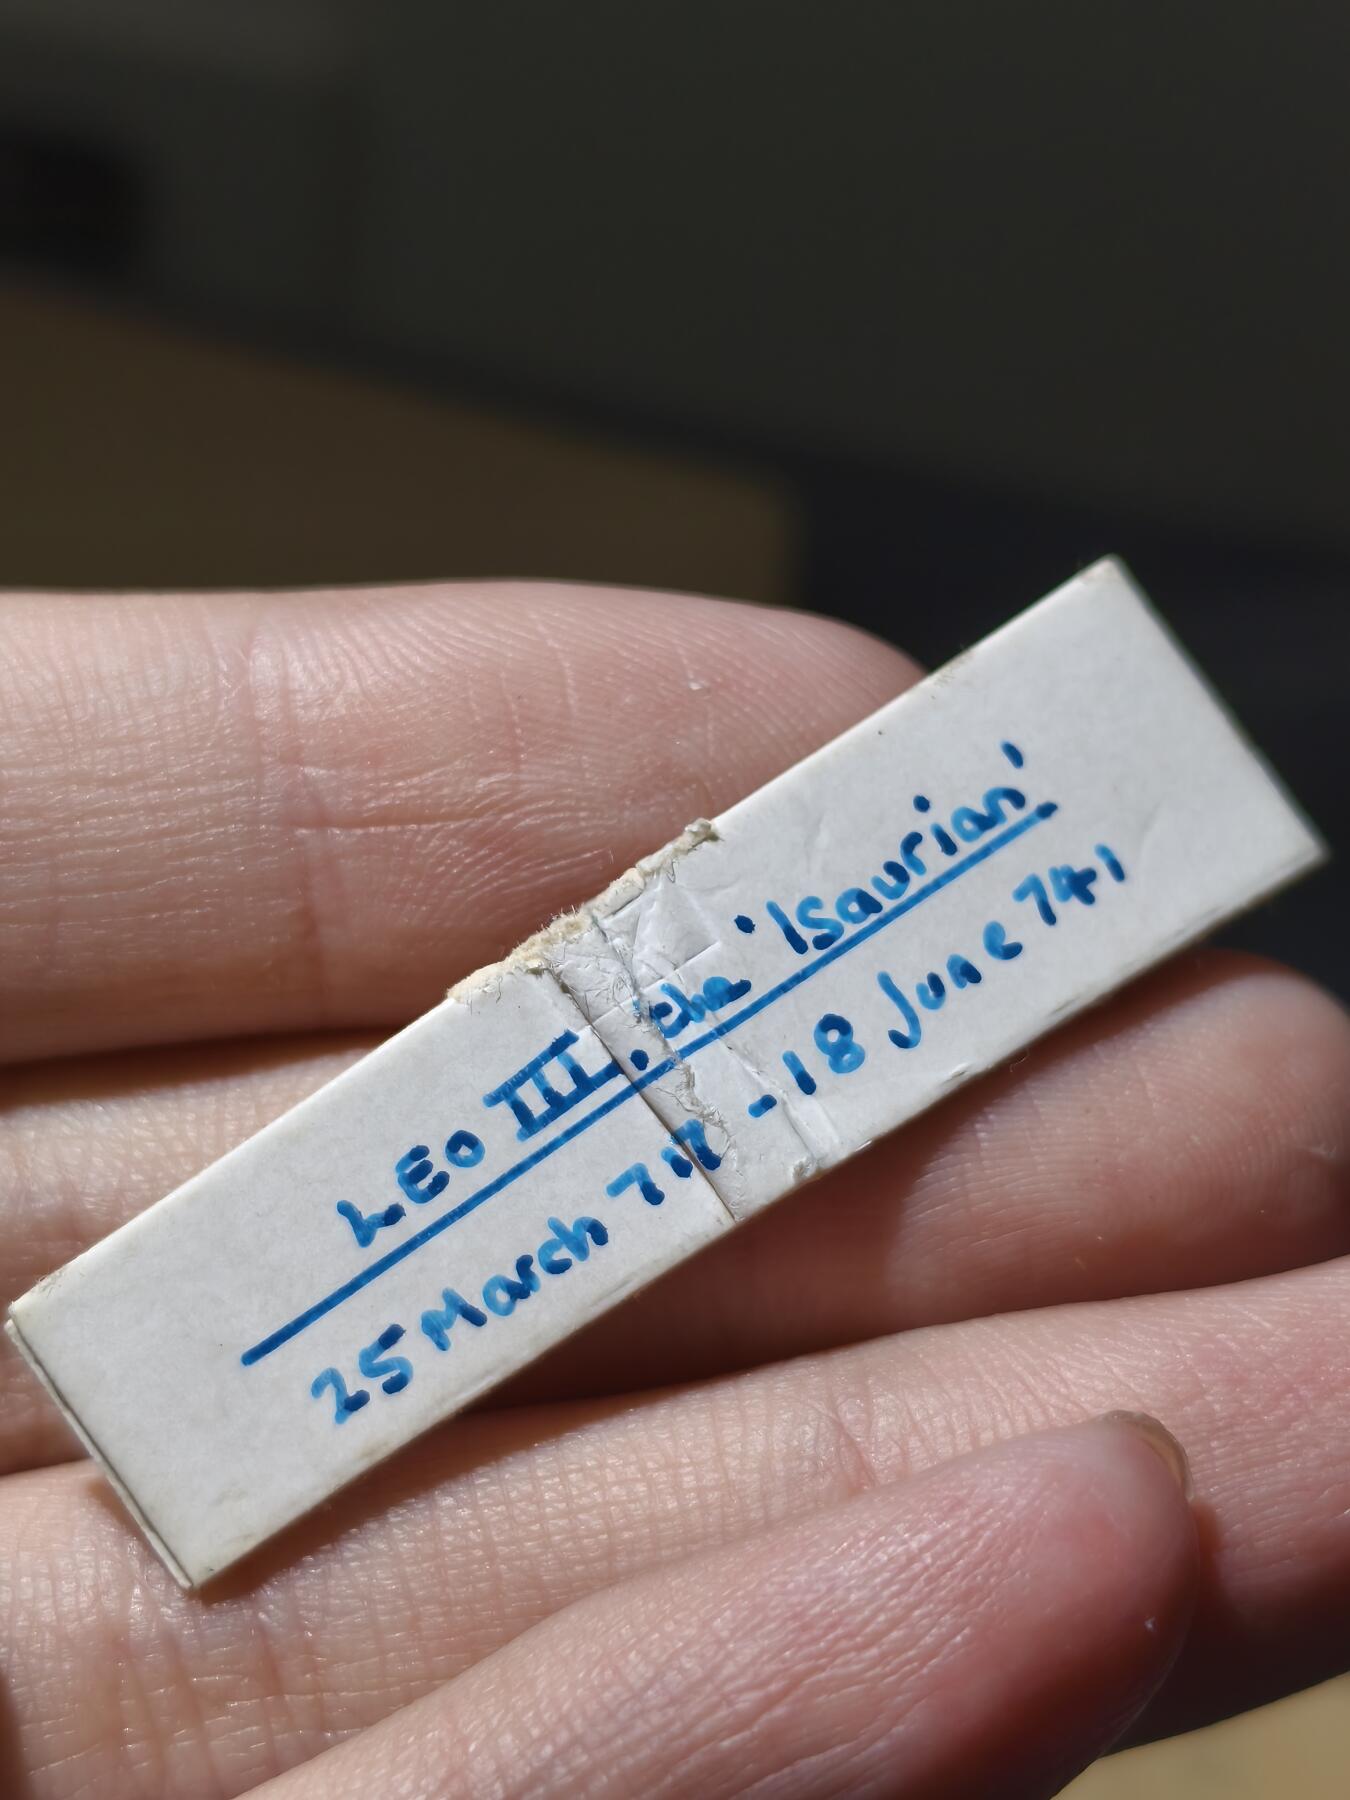 LEO III. the 'Isaurian'
25 March 717 - 18 June 741